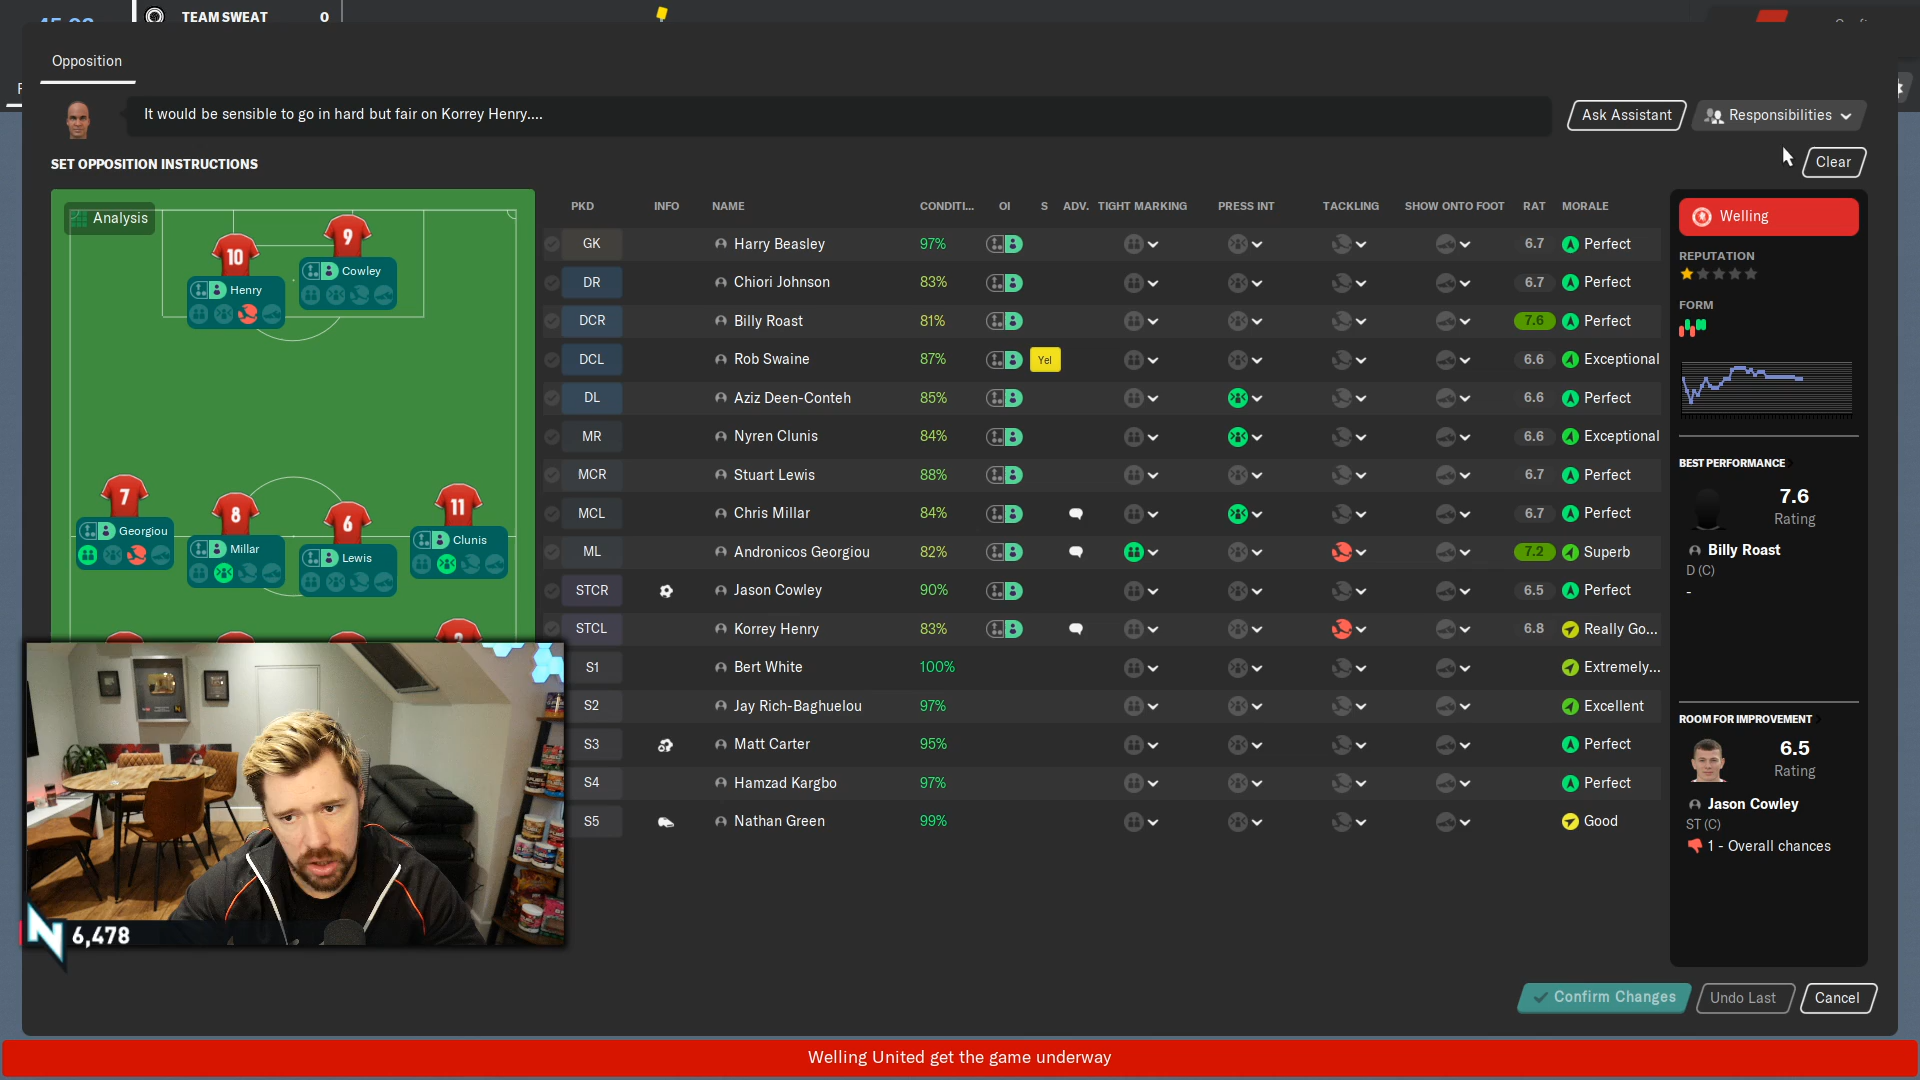 TEAM SWEAT 0
Opposition
It would be sensible to go in hard but fair on Korrey Henry....
Ask Assistant
Responsibilities
SET OPPOSITION INSTRUCTIONS
Clear
Analysis
10
Henry
9
Cowley
7
Georgiou
8
Millar
6
Lewis
11
Clunis
PKD INFO NAME CONDITI... OI S ADV. TIGHT MARKING PRESS INT TACKLING SHOW ONTO FOOT RAT MORALE
GK Harry Beasley 97% 6.7 Perfect
DR Chiori Johnson 83% 6.7 Perfect
DCR Billy Roast 81% 7.6 Perfect
DCL Rob Swaine 87% Yel 6.6 Exceptional
DL Aziz Deen-Conteh 85% 6.6 Perfect
MR Nyren Clunis 84% 6.6 Exceptional
MCR Stuart Lewis 88% 6.7 Perfect
MCL Chris Millar 84% 6.7 Perfect
ML Andronicos Georgiou 82% 7.2 Superb
STCR Jason Cowley 90% 6.5 Perfect
STCL Korrey Henry 83% 6.8 Really Go...
S1 Bert White 100% Extremely...
S2 Jay Rich-Baghuelou 97% Excellent
S3 Matt Carter 95% Perfect
S4 Hamzad Kargbo 97% Perfect
S5 Nathan Green 99% Good
Welling
REPUTATION
FORM
BEST PERFORMANCE
7.6
Rating
Billy Roast
D (C)
-
ROOM FOR IMPROVEMENT
6.5
Rating
Jason Cowley
ST (C)
1 - Overall chances
N 6,478
Confirm Changes
Undo Last
Cancel
Welling United get the game underway